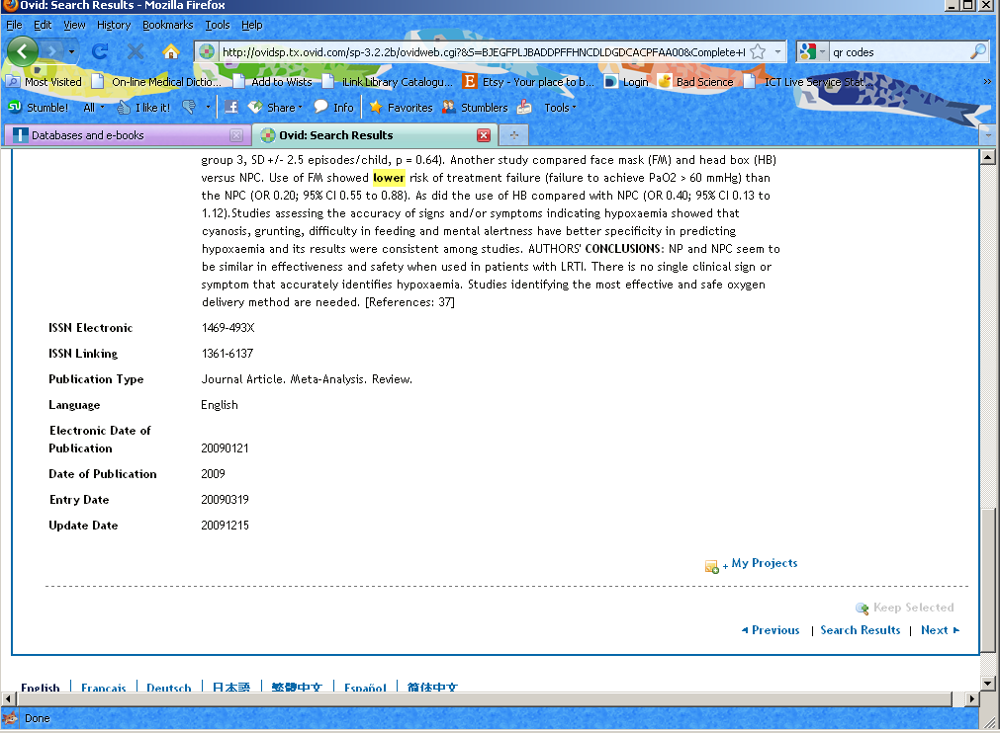 Ovid: Search Results - Mozilla Firefox
File Edit View History Bookmarks Tools Help
http://ovidsp.tx.ovid.com/sp-3.2.2b/ovidweb.cgi?&S=BJEGFPLJBADDPFFHNCDLDGDCACPFAA00&Complete+I
qr codes
Most Visited On-line Medical Dictio... Add to Wists iLink Library Catalogu... Etsy - Your place to b... Login Bad Science ICT Live Service Stat... »
Stumble! All I like it! Share Info Favorites Stumblers Tools
Databases and e-books Ovid: Search Results
group 3, SD +/- 2.5 episodes/child, p = 0.64). Another study compared face mask (FM) and head box (HB)
versus NPC. Use of FM showed lower risk of treatment failure (failure to achieve PaO2 > 60 mmHg) than
the NPC (OR 0.20; 95% CI 0.55 to 0.88). As did the use of HB compared with NPC (OR 0.40; 95% CI 0.13 to
1.12).Studies assessing the accuracy of signs and/or symptoms indicating hypoxaemia showed that
cyanosis, grunting, difficulty in feeding and mental alertness have better specificity in predicting
hypoxaemia and its results were consistent among studies. AUTHORS' CONCLUSIONS: NP and NPC seem to
be similar in effectiveness and safety when used in patients with LRTI. There is no single clinical sign or
symptom that accurately identifies hypoxaemia. Studies identifying the most effective and safe oxygen
delivery method are needed. [References: 37]
ISSN Electronic 1469-493X
ISSN Linking 1361-6137
Publication Type Journal Article. Meta-Analysis. Review.
Language English
Electronic Date of
Publication 20090121
Date of Publication 2009
Entry Date 20090319
Update Date 20091215
+ My Projects
Keep Selected
Previous | Search Results | Next
English | Français | Deutsch | 日本語 | 繁體中文 | Español | 简体中文
Done